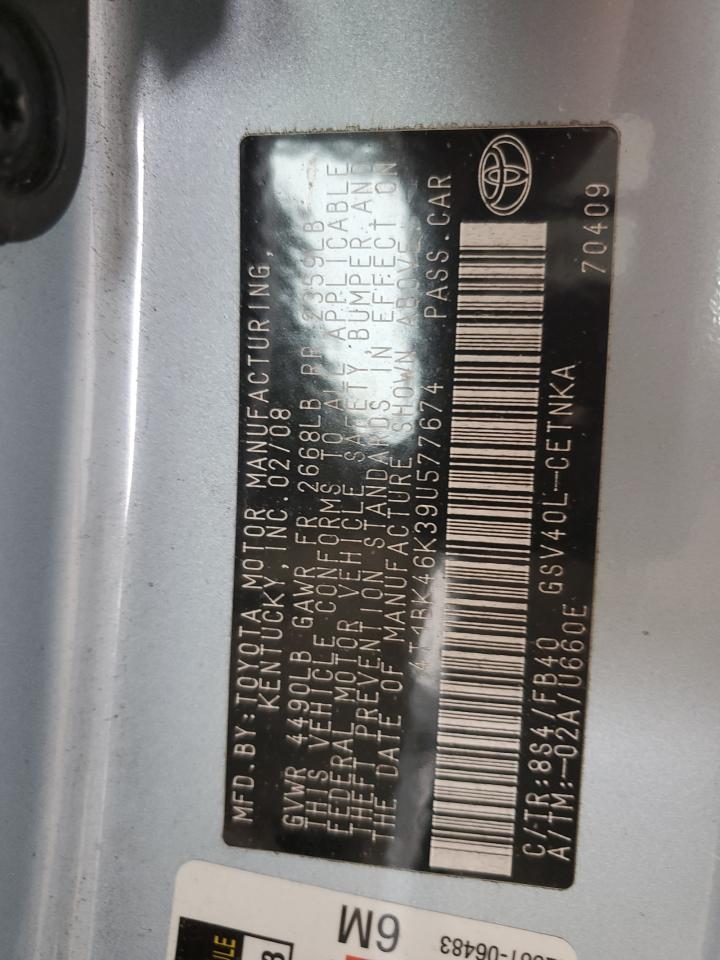 MFD.BY:TOYOTA MOTOR MANUFACTURING,
KENTUCKY,INC.02/08
GVWR 4490LB GAWR FR 2668LB RR 2359LB
THIS VEHICLE CONFORMS TO ALL APPLICABLE
FEDERAL MOTOR VEHICLE SAFETY,BUMPER,AND
THEFT PREVENTION STANDARDS IN EFFECT ON
THE DATE OF MANUFACTURE SHOWN ABOVE.
4T1BK46K39U577674 PASS.CAR
C/TR:8S4/FB40 GSV40L-CETNKA
A/TM:-02A/U660E
70409
6M
-06483